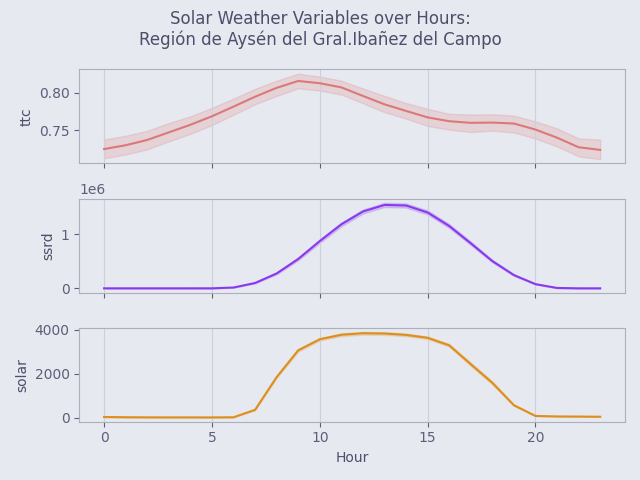 Solar Weather Variables over Hours:
Región de Aysén del Gral.Ibañez del Campo
0.80
0.75
ttc
1e6
1
0
ssrd
4000
2000
0
solar
0 5 10 15 20
Hour